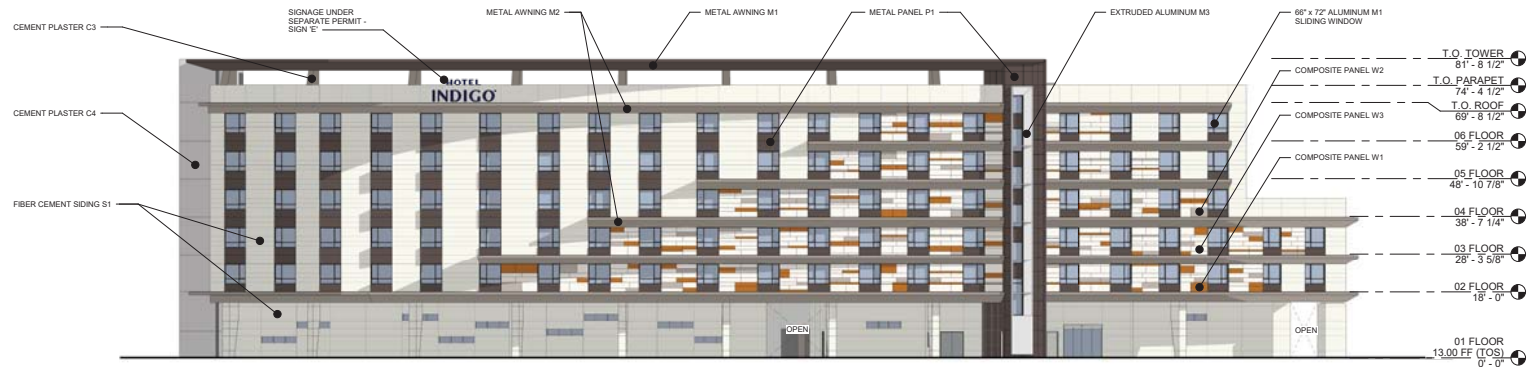 CEMENT PLASTER C3
SIGNAGE UNDER
SEPARATE PERMIT -
SIGN 'E'
METAL AWNING M2
METAL AWNING M1
METAL PANEL P1
EXTRUDED ALUMINUM M3
66" x 72" ALUMINUM M1
SLIDING WINDOW
T.O. TOWER
81' - 8 1/2"
COMPOSITE PANEL W2
T.O. PARAPET
74' - 4 1/2"
HOTEL
INDIGO
T.O. ROOF
69' - 8 1/2"
CEMENT PLASTER C4
COMPOSITE PANEL W3
06 FLOOR
59' - 2 1/2"
COMPOSITE PANEL W1
05 FLOOR
48' - 10 7/8"
FIBER CEMENT SIDING S1
04 FLOOR
38' - 7 1/4"
03 FLOOR
28' - 3 5/8"
02 FLOOR
18' - 0"
OPEN
OPEN
01 FLOOR
13.00 FF (TOS)
0' - 0"